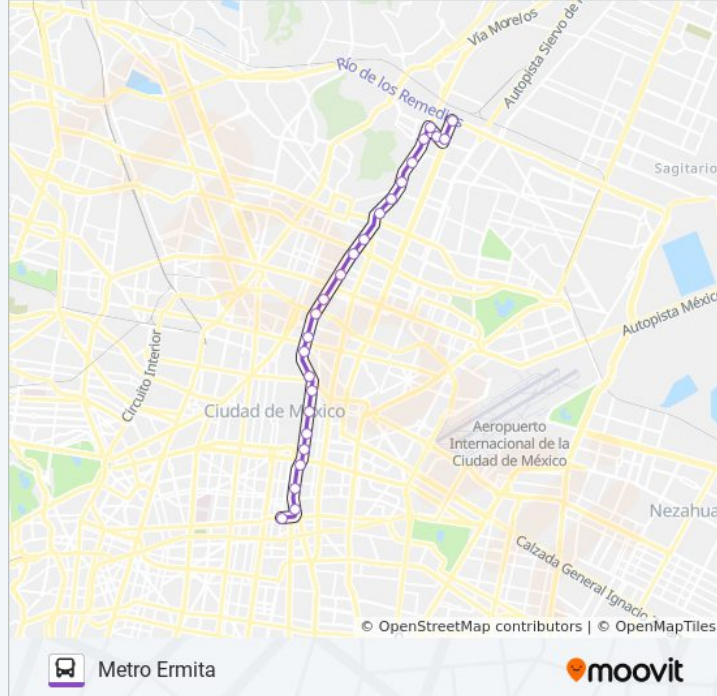 Vía Morelos
Autopista Siervo de
Río de los Remedios
Sagitario
Autopista Méxic
Circuito Interior
Ciudad de México
Aeropuerto
Internacional de la
Ciudad de México
Nezahua
Calzada General Ignacio
© OpenStreetMap contributors | © OpenMapTiles
Metro Ermita
moovit